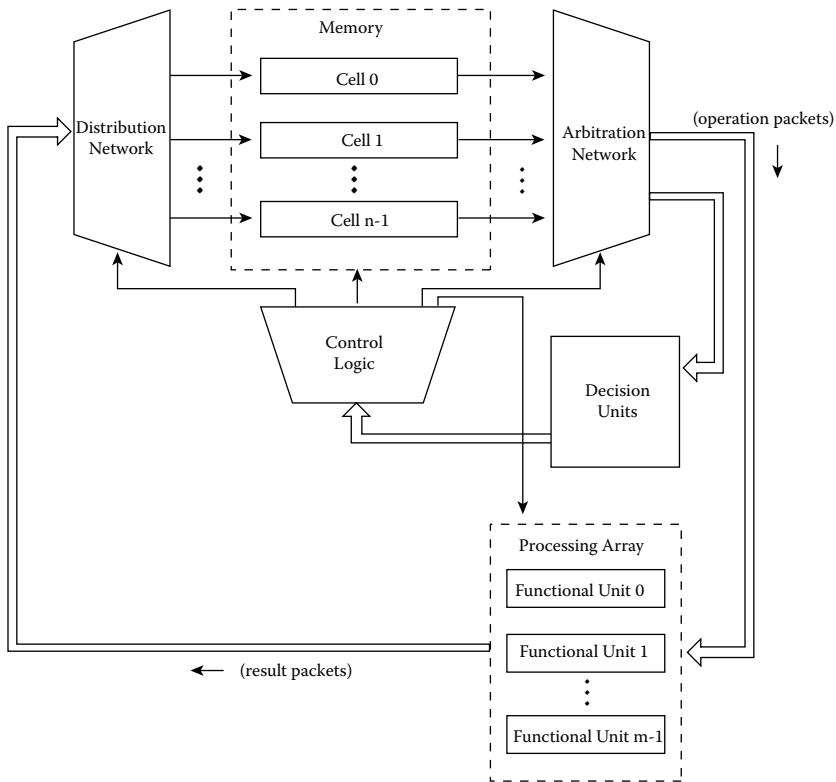 Memory
Cell 0
Distribution
Network
Cell 1
Arbitration
Network
(operation packets)
Cell n-1
Control
Logic
Decision
Units
Processing Array
Functional Unit 0
Functional Unit 1
(result packets)
Functional Unit m-1